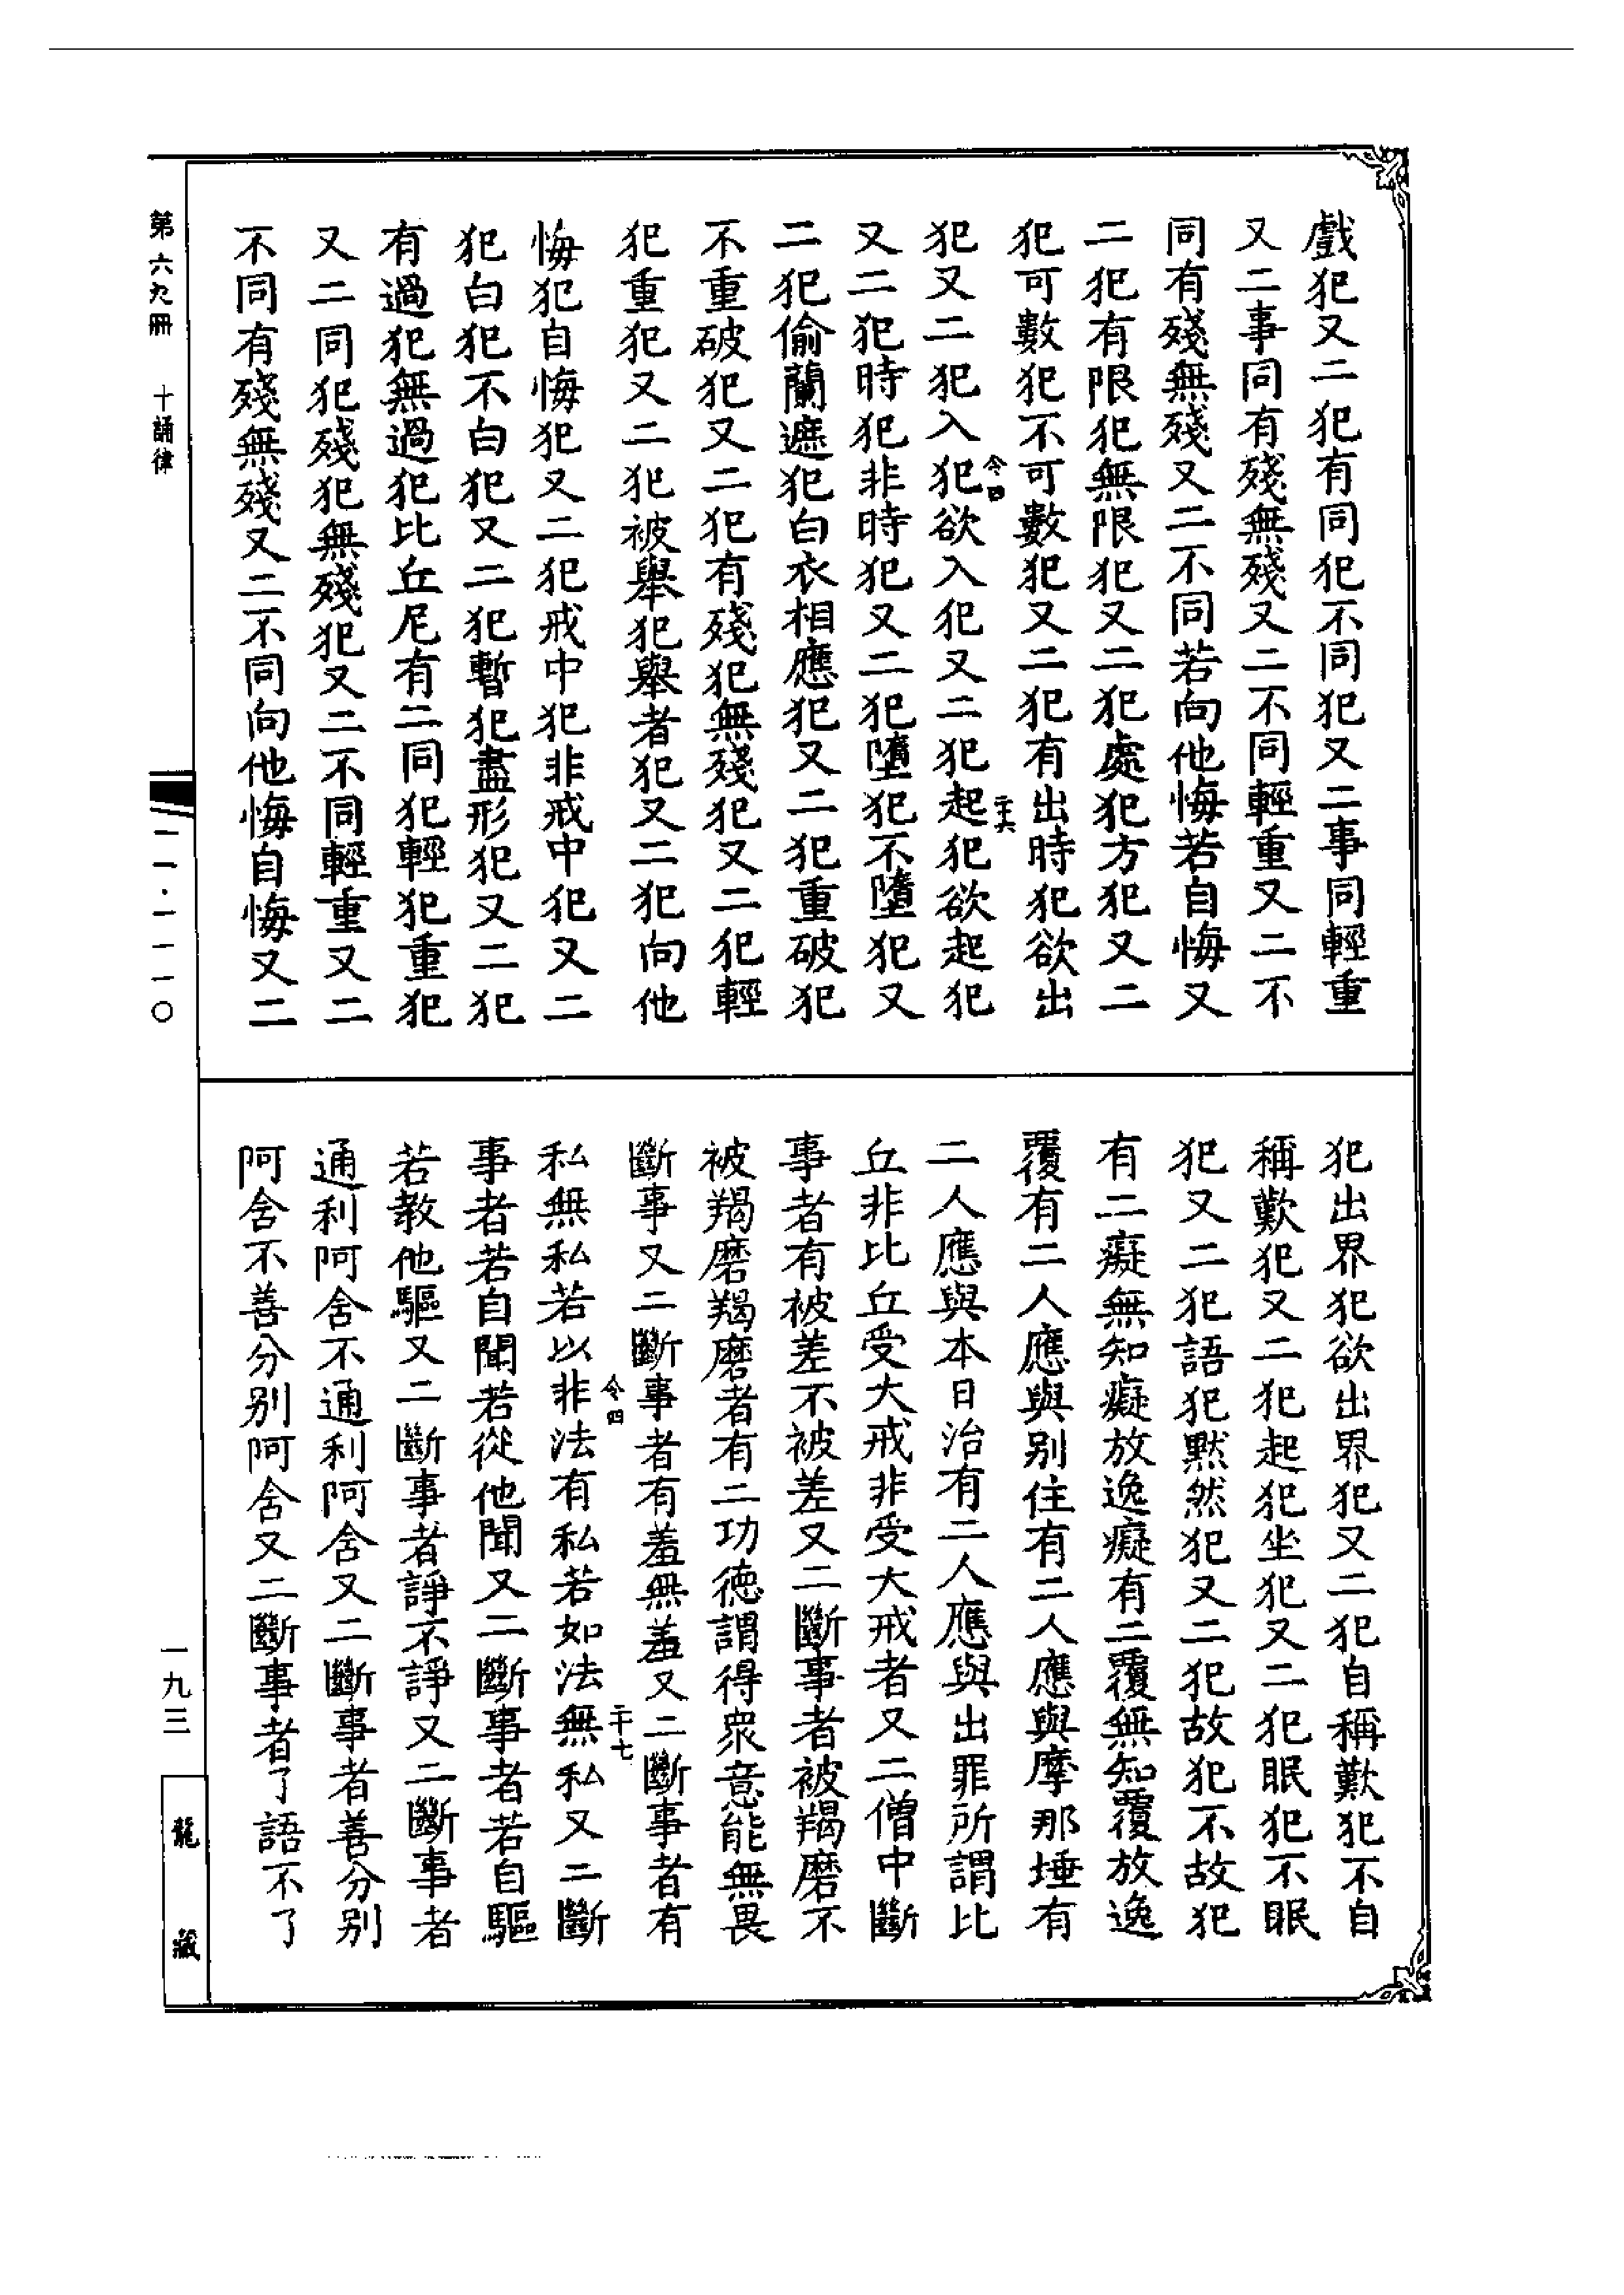 戲犯又二犯有同犯不同犯又二事同輕重
又二事同有殘無殘又二不同輕重又二不
同有殘無殘又二不同若向他悔若自悔又
二犯有限犯無限犯又二犯處犯方犯又二
犯可數犯不可數犯又二犯有出時犯欲出
犯又二犯入犯欲入犯又二犯起犯欲起犯
令四
二十六
又二犯時犯非時犯又二犯墮犯不墮犯又
二犯偷蘭遮犯白衣相應犯又二犯重破犯
不重破犯又二犯有殘犯無殘犯又二犯輕
犯重犯又二犯被舉犯舉者犯又二犯向他
悔犯自悔犯又二犯戒中犯非戒中犯又二
犯白犯不白犯又二犯暫犯盡形犯又二犯
有過犯無過犯比丘尼有二同犯輕犯重犯
又二同犯殘犯無殘犯又二不同輕重又二
不同有殘無殘又二不同向他悔自悔又二
犯出界犯欲出界犯又二犯自稱歎犯不自
稱歎犯又二犯起犯坐犯又二犯眠犯不眠
犯又二犯語犯默然犯又二犯故犯不故犯
有二癡無知癡放逸癡有二覆無知覆放逸
覆有二人應與別住有二人應與摩那埵有
二人應與本日治有二人應與出罪所謂比
丘非比丘受大戒非受大戒者又二僧中斷
事者有被差不被差又二斷事者被羯磨不
被羯磨羯磨者有二功德謂得眾意能無畏
斷事又二斷事者有羞無羞又二斷事者有
令四
二十七
私無私若以非法有私若如法無私又二斷
事者若自聞若從他聞又二斷事者若自驅
若教他驅又二斷事者諍不諍又二斷事者
通利阿含不通利阿含又二斷事者善分別
阿含不善分別阿含又二斷事者了語不了
第六九冊 十誦律
一一·一一一〇
一九三
龍藏